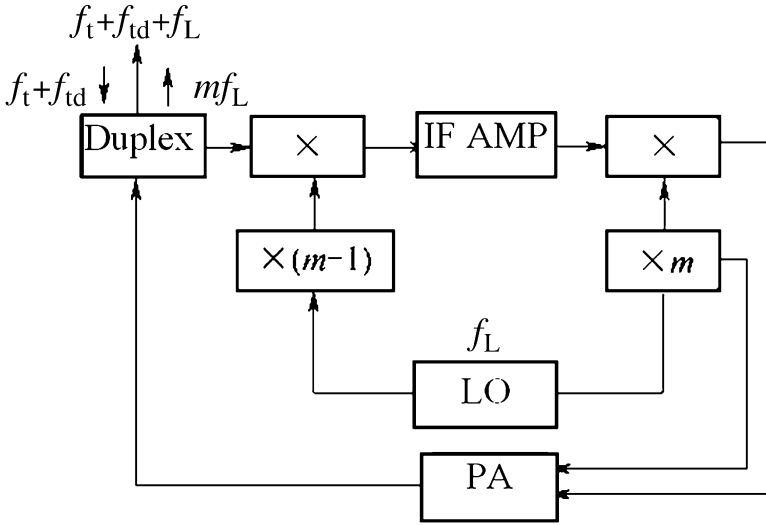 ft+ftd+fL
ft+ftd
mfL
Duplex
×
IF AMP
×
×(m-1)
×m
fL
LO
PA